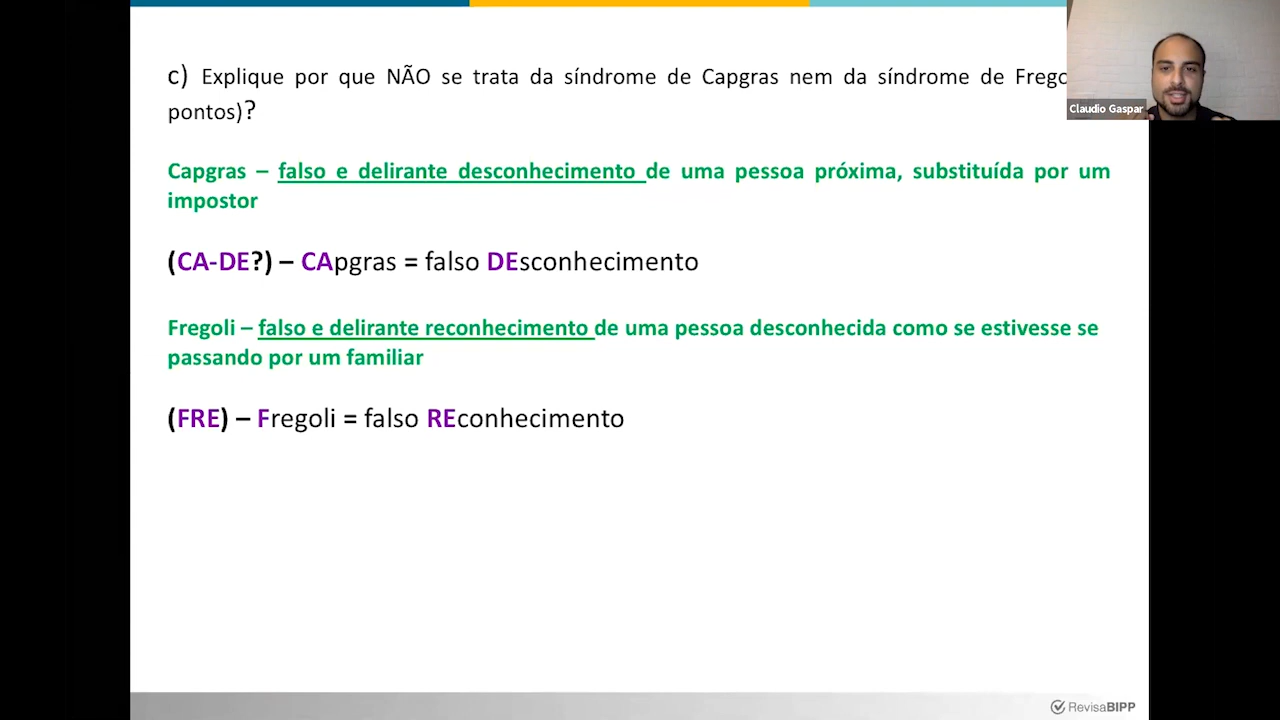 c) Explique por que NÃO se trata da síndrome de Capgras nem da síndrome de
pontos)?
Claudio Gaspar
Capgras – falso e delirante desconhecimento de uma pessoa próxima, substituída por um
impostor
(CA-DE?) – CApgras = falso DEsconhecimento
Fregoli – falso e delirante reconhecimento de uma pessoa desconhecida como se estivesse se
passando por um familiar
(FRE) – Fregoli = falso REconhecimento
RevisaBIPP